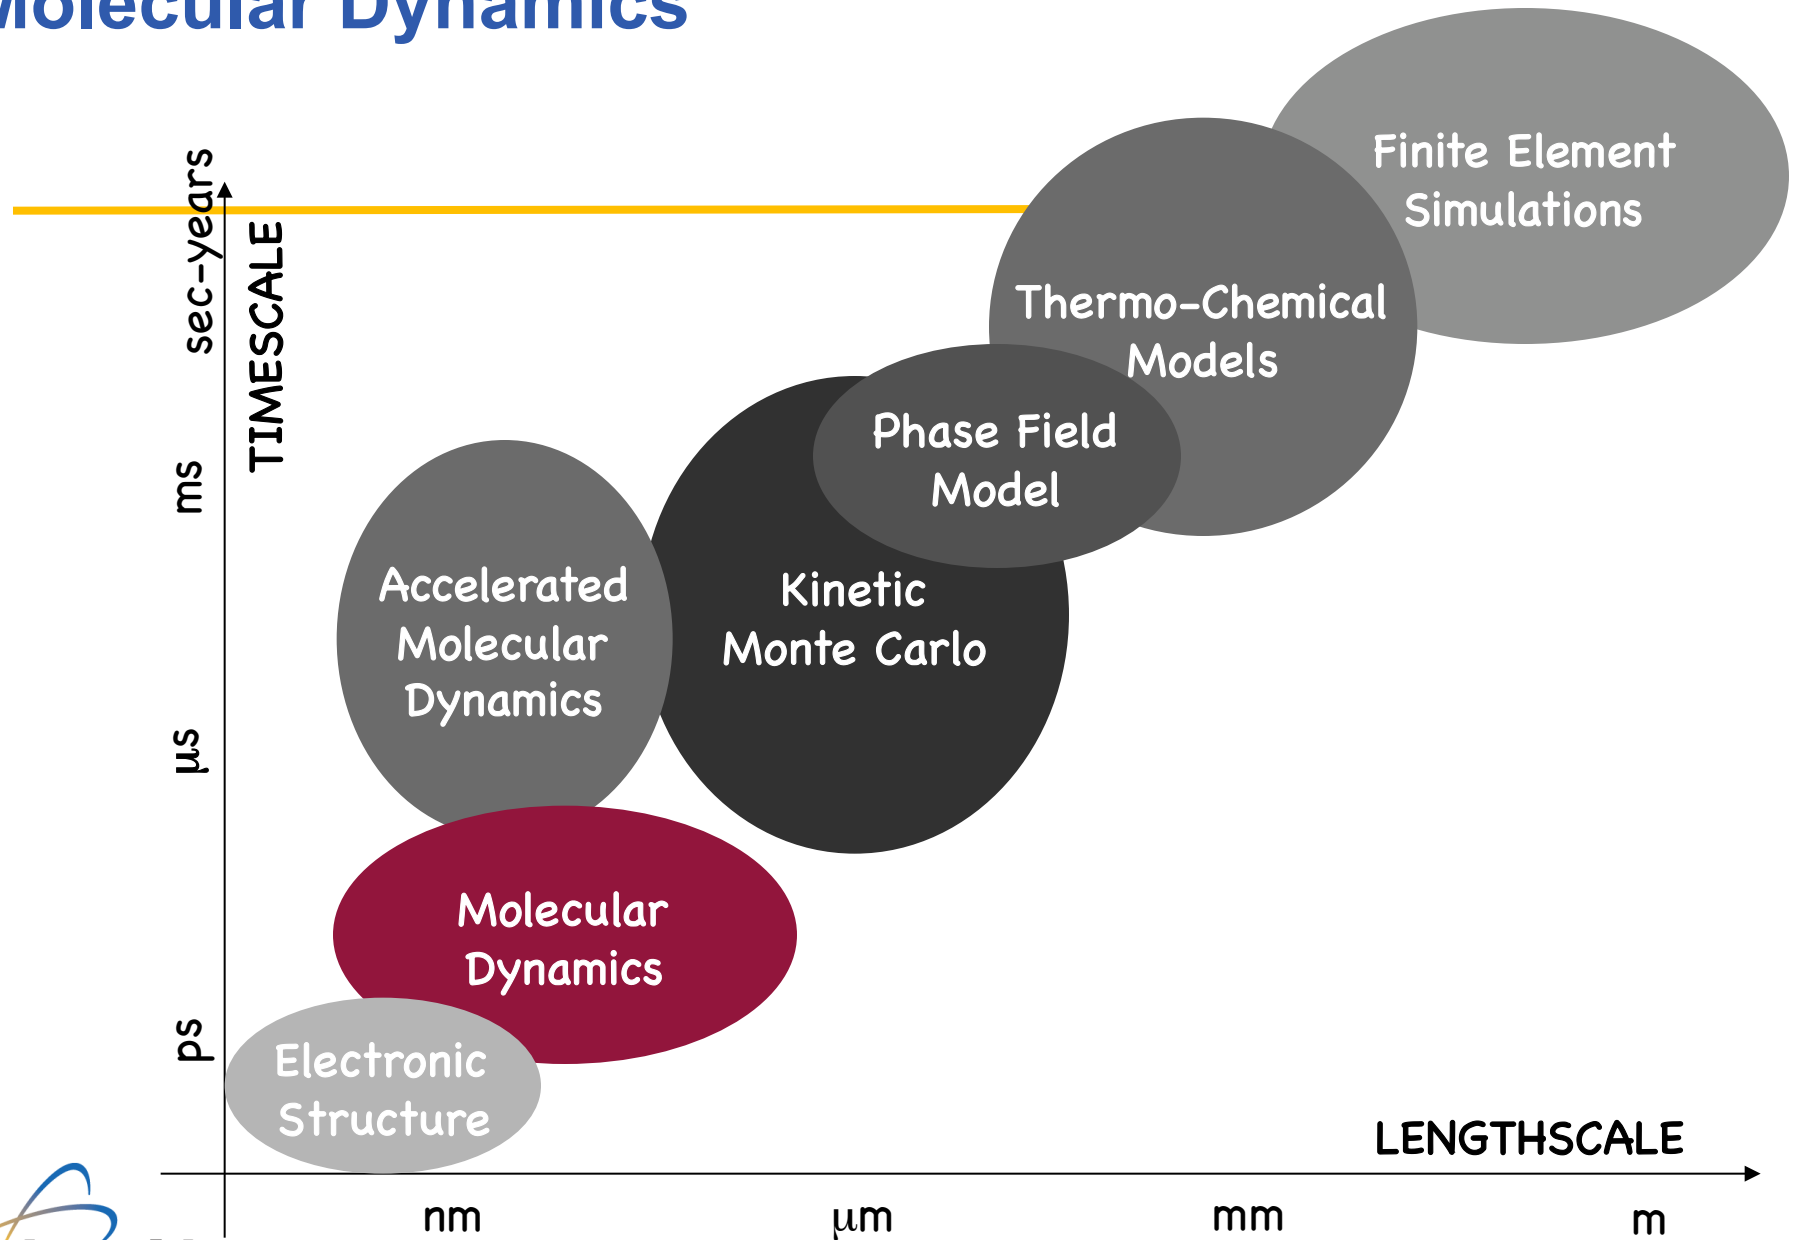 Molecular Dynamics
Finite Element
Simulations
sec-years
TIMESCALE
Thermo-Chemical
Models
Phase Field
Model
ms
Accelerated
Molecular
Dynamics
Kinetic
Monte Carlo
μs
Molecular
Dynamics
ps
Electronic
Structure
LENGTHSCALE
nm
μm
mm
m